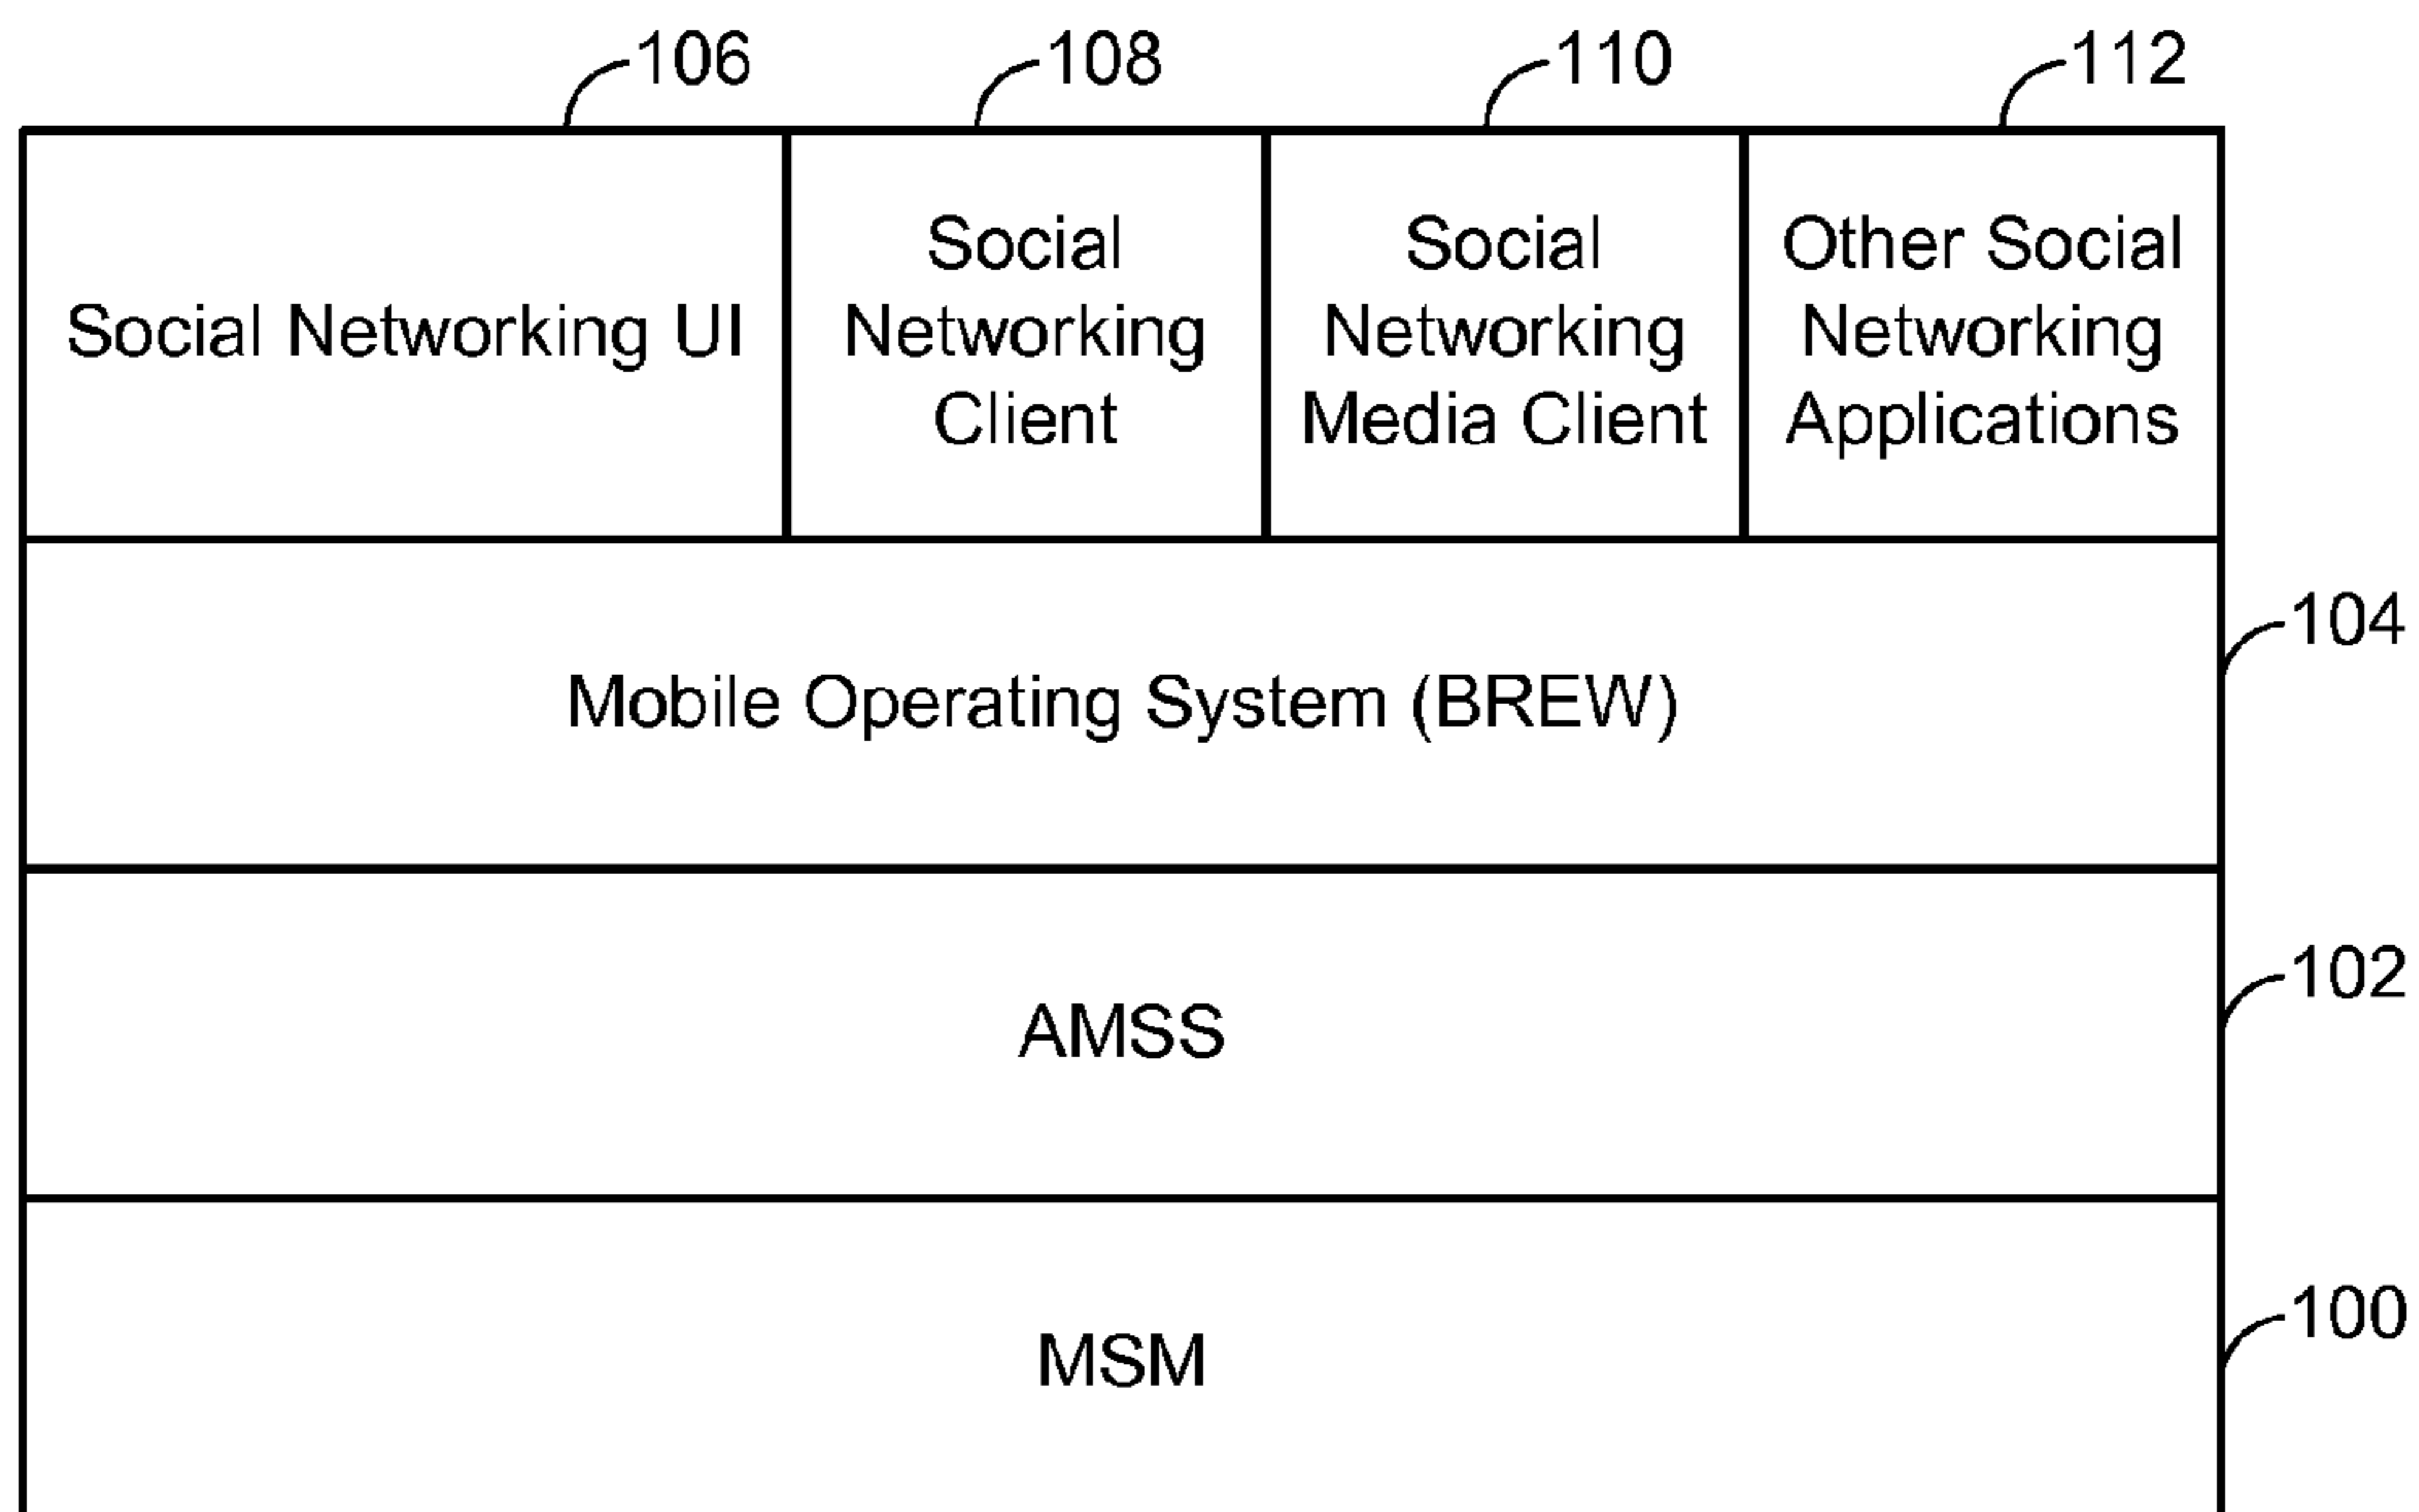 106
108
110
112
Social Networking UI
Social
Networking
Client
Social
Networking
Media Client
Other Social
Networking
Applications
104
Mobile Operating System (BREW)
102
AMSS
100
MSM